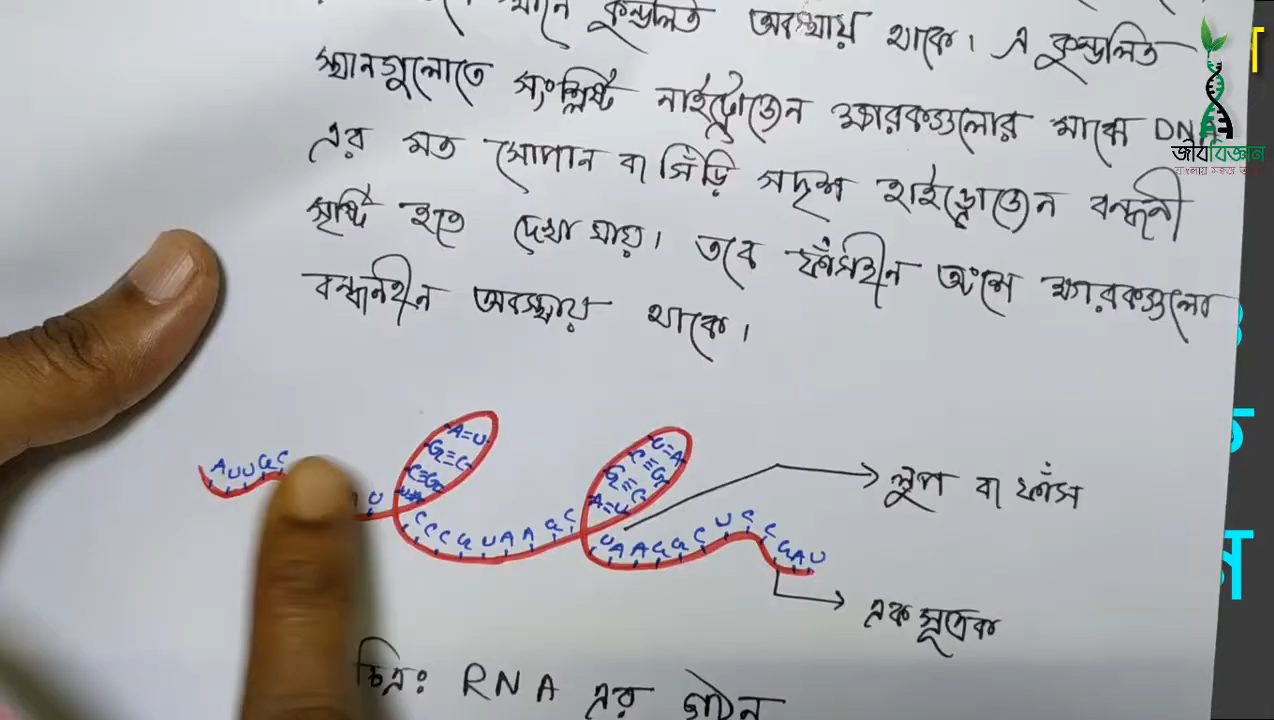 কুন্ডলিত অবস্থায় থাকে। এ কুন্ডলিত
স্থানগুলোতে সংশ্লিষ্ট নাইট্রোজেন ক্ষারকগুলোর মাঝে DNA
এর মত সোপান বা সিঁড়ি সদৃশ হাইড্রোজেন বন্ধনী
সৃষ্টি হতে দেখা যায়। তবে ফাঁসহীন অংশে ক্ষারকগুলো
বন্ধনহীন অবস্থায় থাকে।
জীববিজ্ঞান
A=U
G≡C
C≡G
U=A
U=A
C≡G
G≡C
A=U
A U U G C
U
C C C G U A A G C
U A A G G C U C C G A U
লুপ বা ফাঁস
এক সূত্রক
চিত্রঃ RNA এর গঠন